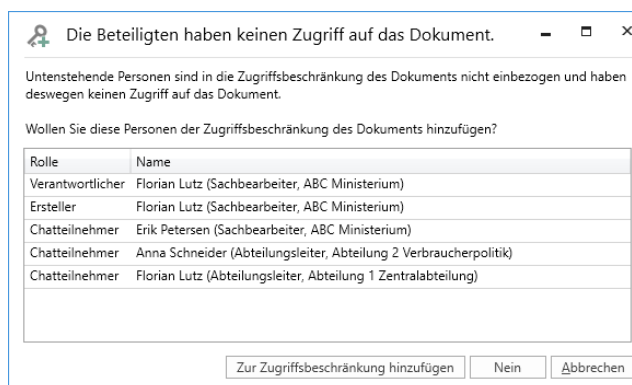 Die Beteiligten haben keinen Zugriff auf das Dokument.
Untenstehende Personen sind in die Zugriffsbeschränkung des Dokuments nicht einbezogen und haben
deswegen keinen Zugriff auf das Dokument.
Wollen Sie diese Personen der Zugriffsbeschränkung des Dokuments hinzufügen?
Rolle Name
Verantwortlicher Florian Lutz (Sachbearbeiter, ABC Ministerium)
Ersteller Florian Lutz (Sachbearbeiter, ABC Ministerium)
Chatteilnehmer Erik Petersen (Sachbearbeiter, ABC Ministerium)
Chatteilnehmer Anna Schneider (Abteilungsleiter, Abteilung 2 Verbraucherpolitik)
Chatteilnehmer Florian Lutz (Abteilungsleiter, Abteilung 1 Zentralabteilung)
Zur Zugriffsbeschränkung hinzufügen Nein Abbrechen